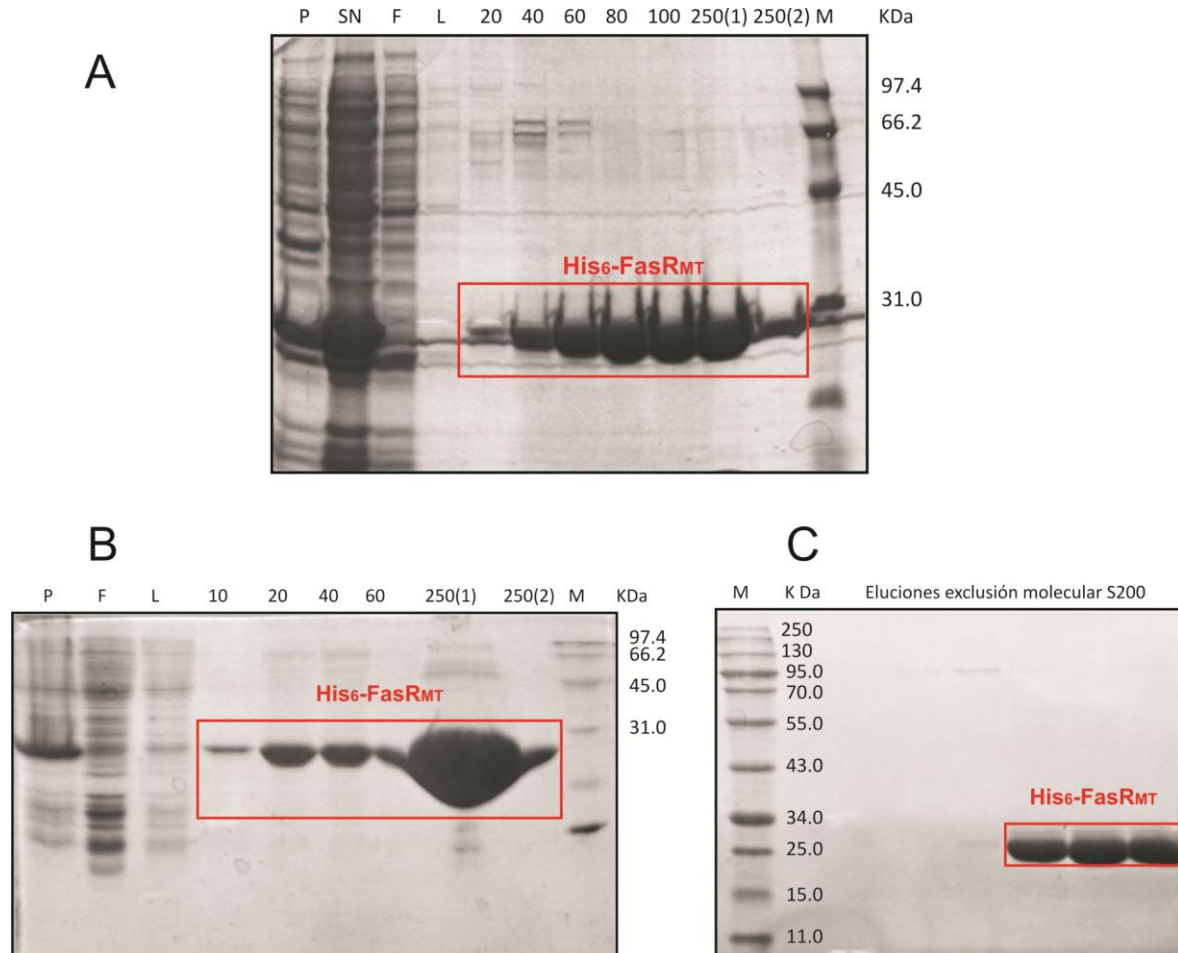 P SN F L 20 40 60 80 100 250(1) 250(2) M KDa
A
97.4
66.2
45.0
His6-FasRMT
31.0
B
P F L 10 20 40 60 250(1) 250(2) M KDa
97.4
66.2
45.0
His6-FasRMT
31.0
C
M K Da Eluciones exclusión molecular S200
250
130
95.0
70.0
55.0
43.0
His6-FasRMT
34.0
25.0
15.0
11.0